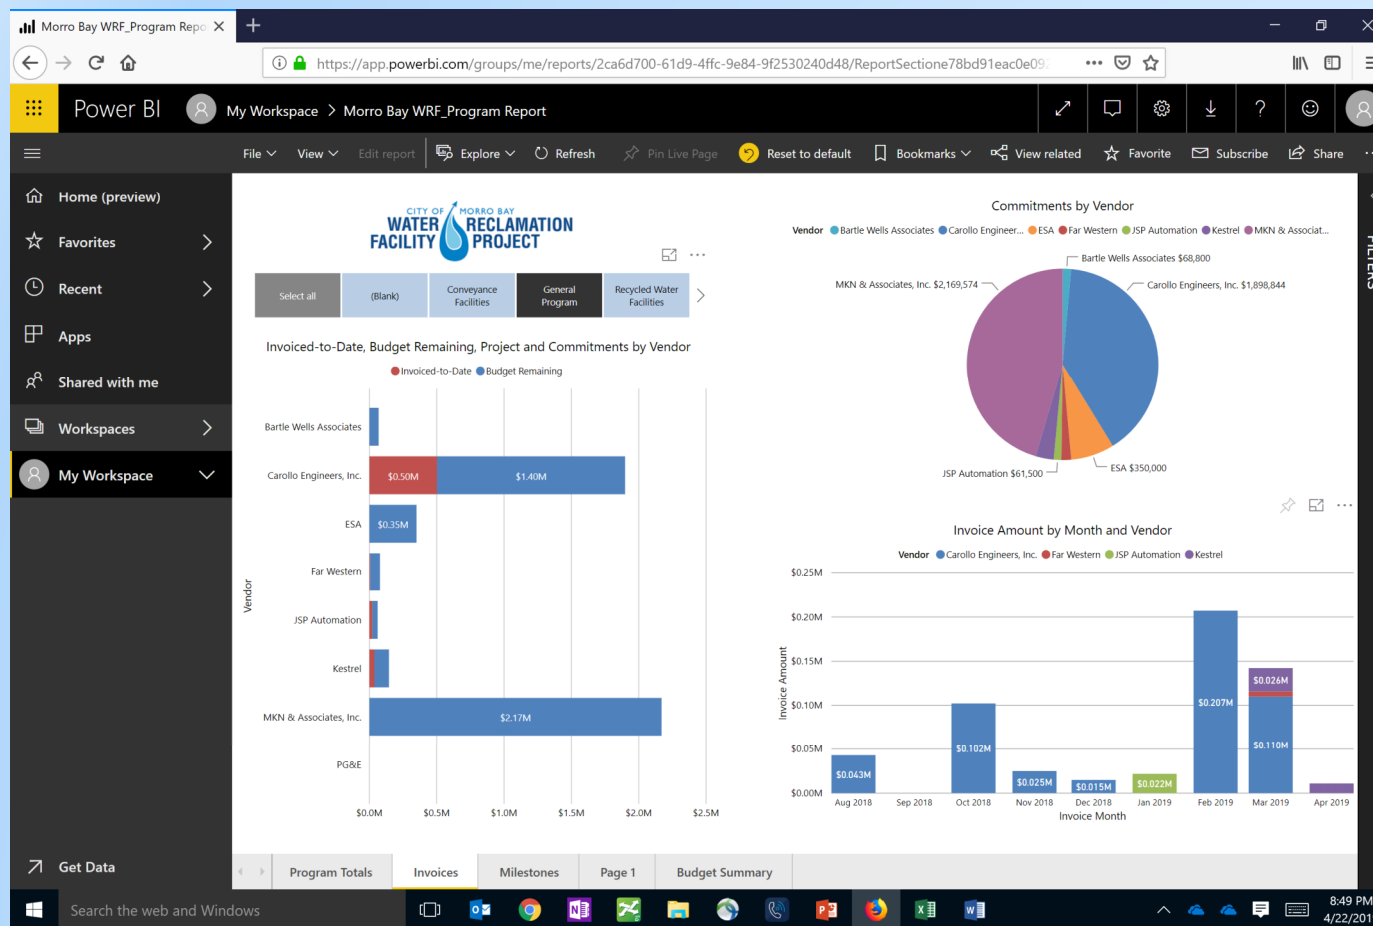 Morro Bay WRF_Program Repo
https://app.powerbi.com/groups/me/reports/2ca6d700-61d9-4ffc-9e84-9f2530240d48/ReportSectione78bd91eac0e09
Power BI
My Workspace > Morro Bay WRF_Program Report
File View Edit report Explore Refresh Pin Live Page Reset to default Bookmarks View related Favorite Subscribe Share
Home (preview)
Favorites
Recent
Apps
Shared with me
Workspaces
My Workspace
Get Data
CITY OF MORRO BAY
WATER RECLAMATION
FACILITY PROJECT
Select all
(Blank)
Conveyance
Facilities
General
Program
Recycled Water
Facilities
Invoiced-to-Date, Budget Remaining, Project and Commitments by Vendor
Invoiced-to-Date Budget Remaining
Vendor
Bartle Wells Associates
Carollo Engineers, Inc. $0.50M $1.40M
ESA $0.35M
Far Western
JSP Automation
Kestrel
MKN & Associates, Inc. $2.17M
PG&E
$0.0M $0.5M $1.0M $1.5M $2.0M $2.5M
Commitments by Vendor
Vendor Bartle Wells Associates Carollo Engineer... ESA Far Western JSP Automation Kestrel MKN & Associat...
Bartle Wells Associates $68,800
MKN & Associates, Inc. $2,169,574
Carollo Engineers, Inc. $1,898,844
JSP Automation $61,500
ESA $350,000
FILTERS
Invoice Amount by Month and Vendor
Vendor Carollo Engineers, Inc. Far Western JSP Automation Kestrel
Invoice Amount
$0.25M
$0.20M
$0.15M
$0.10M
$0.05M
$0.00M
$0.043M
$0.102M
$0.025M
$0.015M
$0.022M
$0.207M
$0.026M
$0.110M
Aug 2018 Sep 2018 Oct 2018 Nov 2018 Dec 2018 Jan 2019 Feb 2019 Mar 2019 Apr 2019
Invoice Month
Program Totals Invoices Milestones Page 1 Budget Summary
Search the web and Windows
8:49 PM
4/22/201